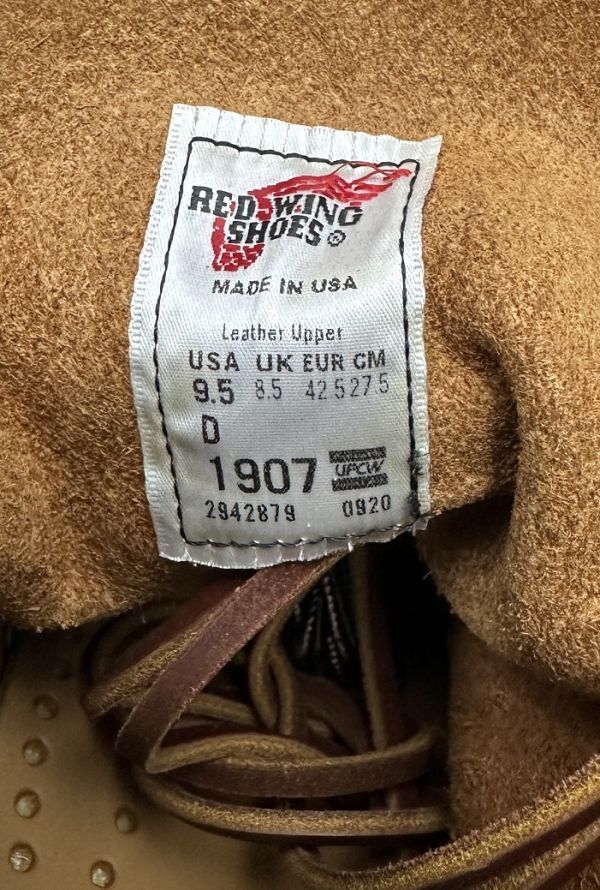 RED WING
SHOES®
MADE IN USA
Leather Upper
USA UK EUR CM
9.5 8.5 42.5 27.5
D
1907 UFCW
2942879 0920